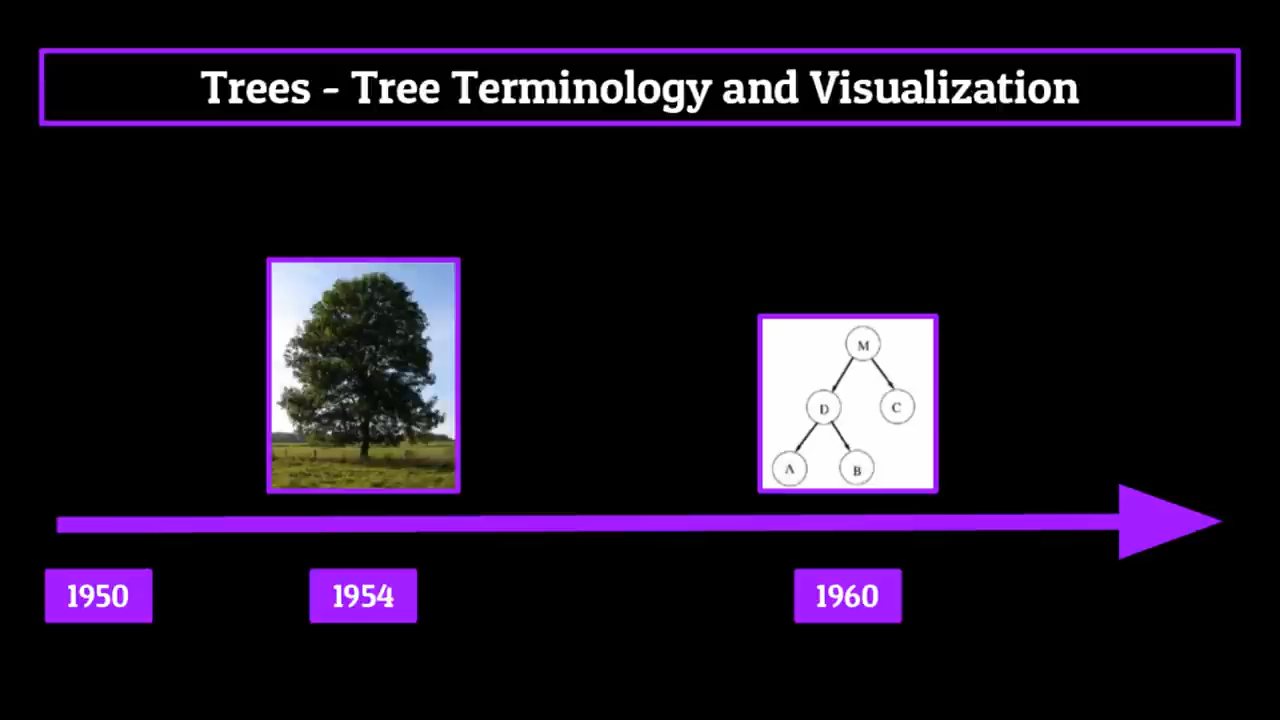 Trees - Tree Terminology and Visualization
M
D
C
A
B
1950
1954
1960